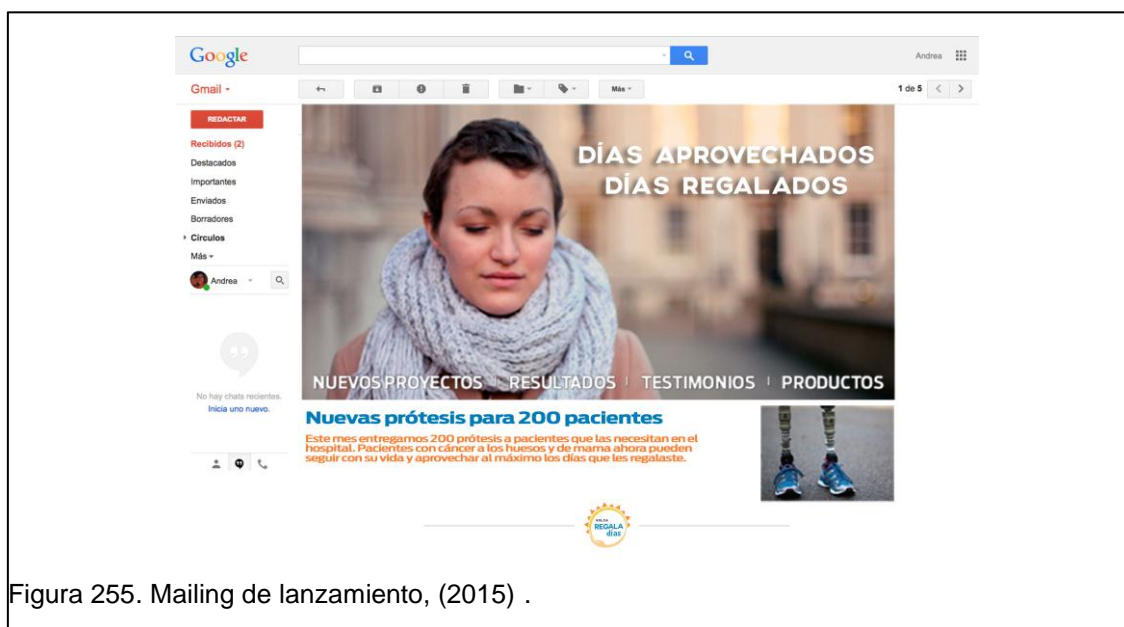 Google
Andrea
Gmail
Más
1 de 5
REDACTAR
Recibidos (2)
Destacados
Importantes
Enviados
Borradores
Círculos
Más
Andrea
No hay chats recientes.
Inicia uno nuevo.
DÍAS APROVECHADOS
DÍAS REGALADOS
NUEVOS PROYECTOS | RESULTADOS | TESTIMONIOS | PRODUCTOS
Nuevas prótesis para 200 pacientes
Este mes entregamos 200 prótesis a pacientes que las necesitan en el
hospital. Pacientes con cáncer a los huesos y de mama ahora pueden
seguir con su vida y aprovechar al máximo los días que les regalaste.
REGALA
días
Figura 255. Mailing de lanzamiento, (2015) .